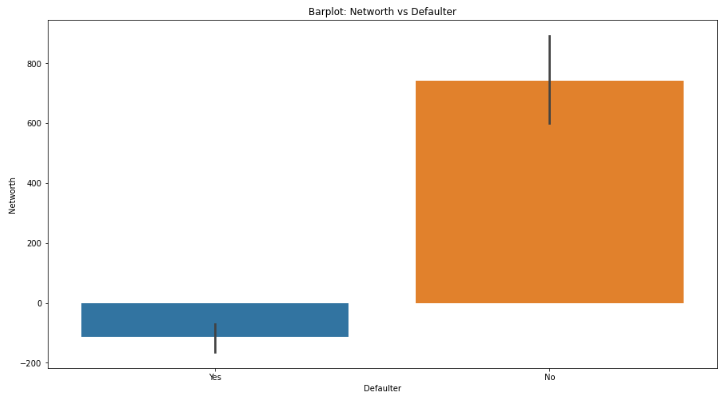 Barplot: Networth vs Defaulter
800
600
400
200
0
−200
Networth
Yes
No
Defaulter